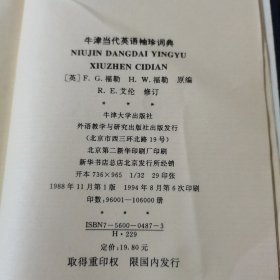 牛津当代英语袖珍词典
NIUJIN DANGDAI YINGYU
XIUZHEN CIDIAN
〔英〕F. G. 福勒 H. W. 福勒 原编
R. E. 艾伦 修订
* * *
牛津大学出版社
外语教学与研究出版社出版发行
(北京市西三环北路19号)
北京第二新华印刷厂印刷
新华书店总店北京发行所经销
开本 736×965 1/32 29印张
1988年11月第1版 1994年8月第6次印刷
印数:96001—106000册
* * *
ISBN7-5600-0487-3
H·229
定价:19.80元
取得重印权 限国内发行